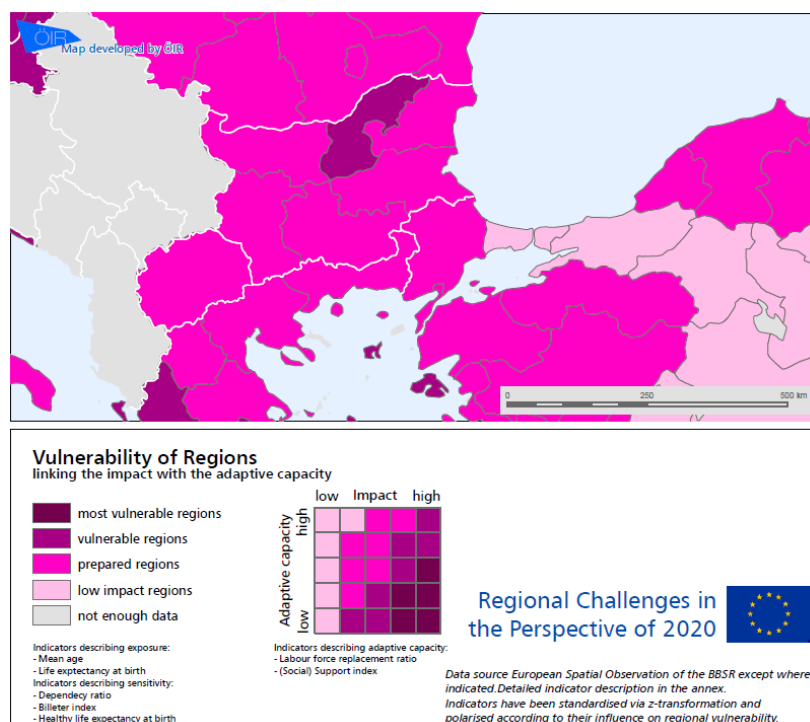 ÖIR
Map developed by ÖIR
0 250 500 km
Vulnerability of Regions
linking the impact with the adaptive capacity
most vulnerable regions
vulnerable regions
prepared regions
low impact regions
not enough data
low Impact high
Adaptive capacity
high
low
Indicators describing exposure:
- Mean age
- Life exptectancy at birth
Indicators describing sensitivity:
- Dependecy ratio
- Billeter index
- Healthy life expectancy at birth
Indicators describing adaptive capacity:
- Labour force replacement ratio
- (Social) Support index
Regional Challenges in
the Perspective of 2020
Data source European Spatial Observation of the BBSR except where
indicated.Detailed indicator description in the annex.
Indicators have been standardised via z-transformation and
polarised according to their influence on regional vulnerability.